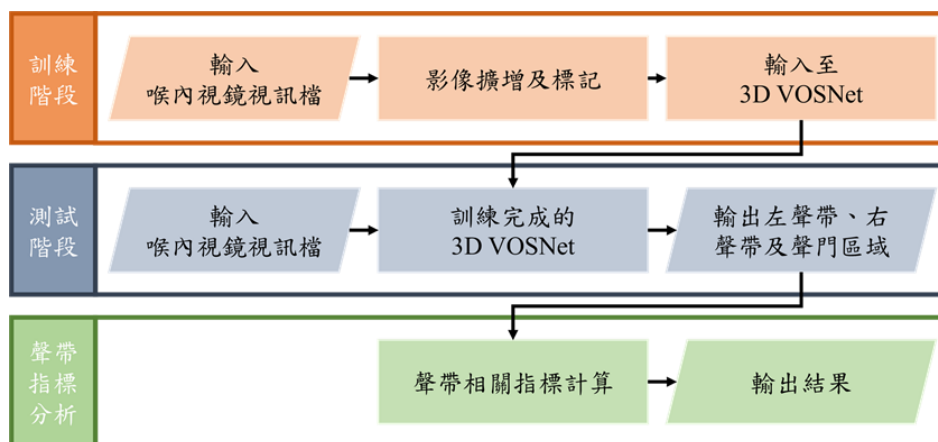 訓練
階段
輸入
喉內視鏡視訊檔
影像擴增及標記
輸入至
3D VOSNet
測試
階段
輸入
喉內視鏡視訊檔
訓練完成的
3D VOSNet
輸出左聲帶、右
聲帶及聲門區域
聲帶
指標
分析
聲帶相關指標計算
輸出結果